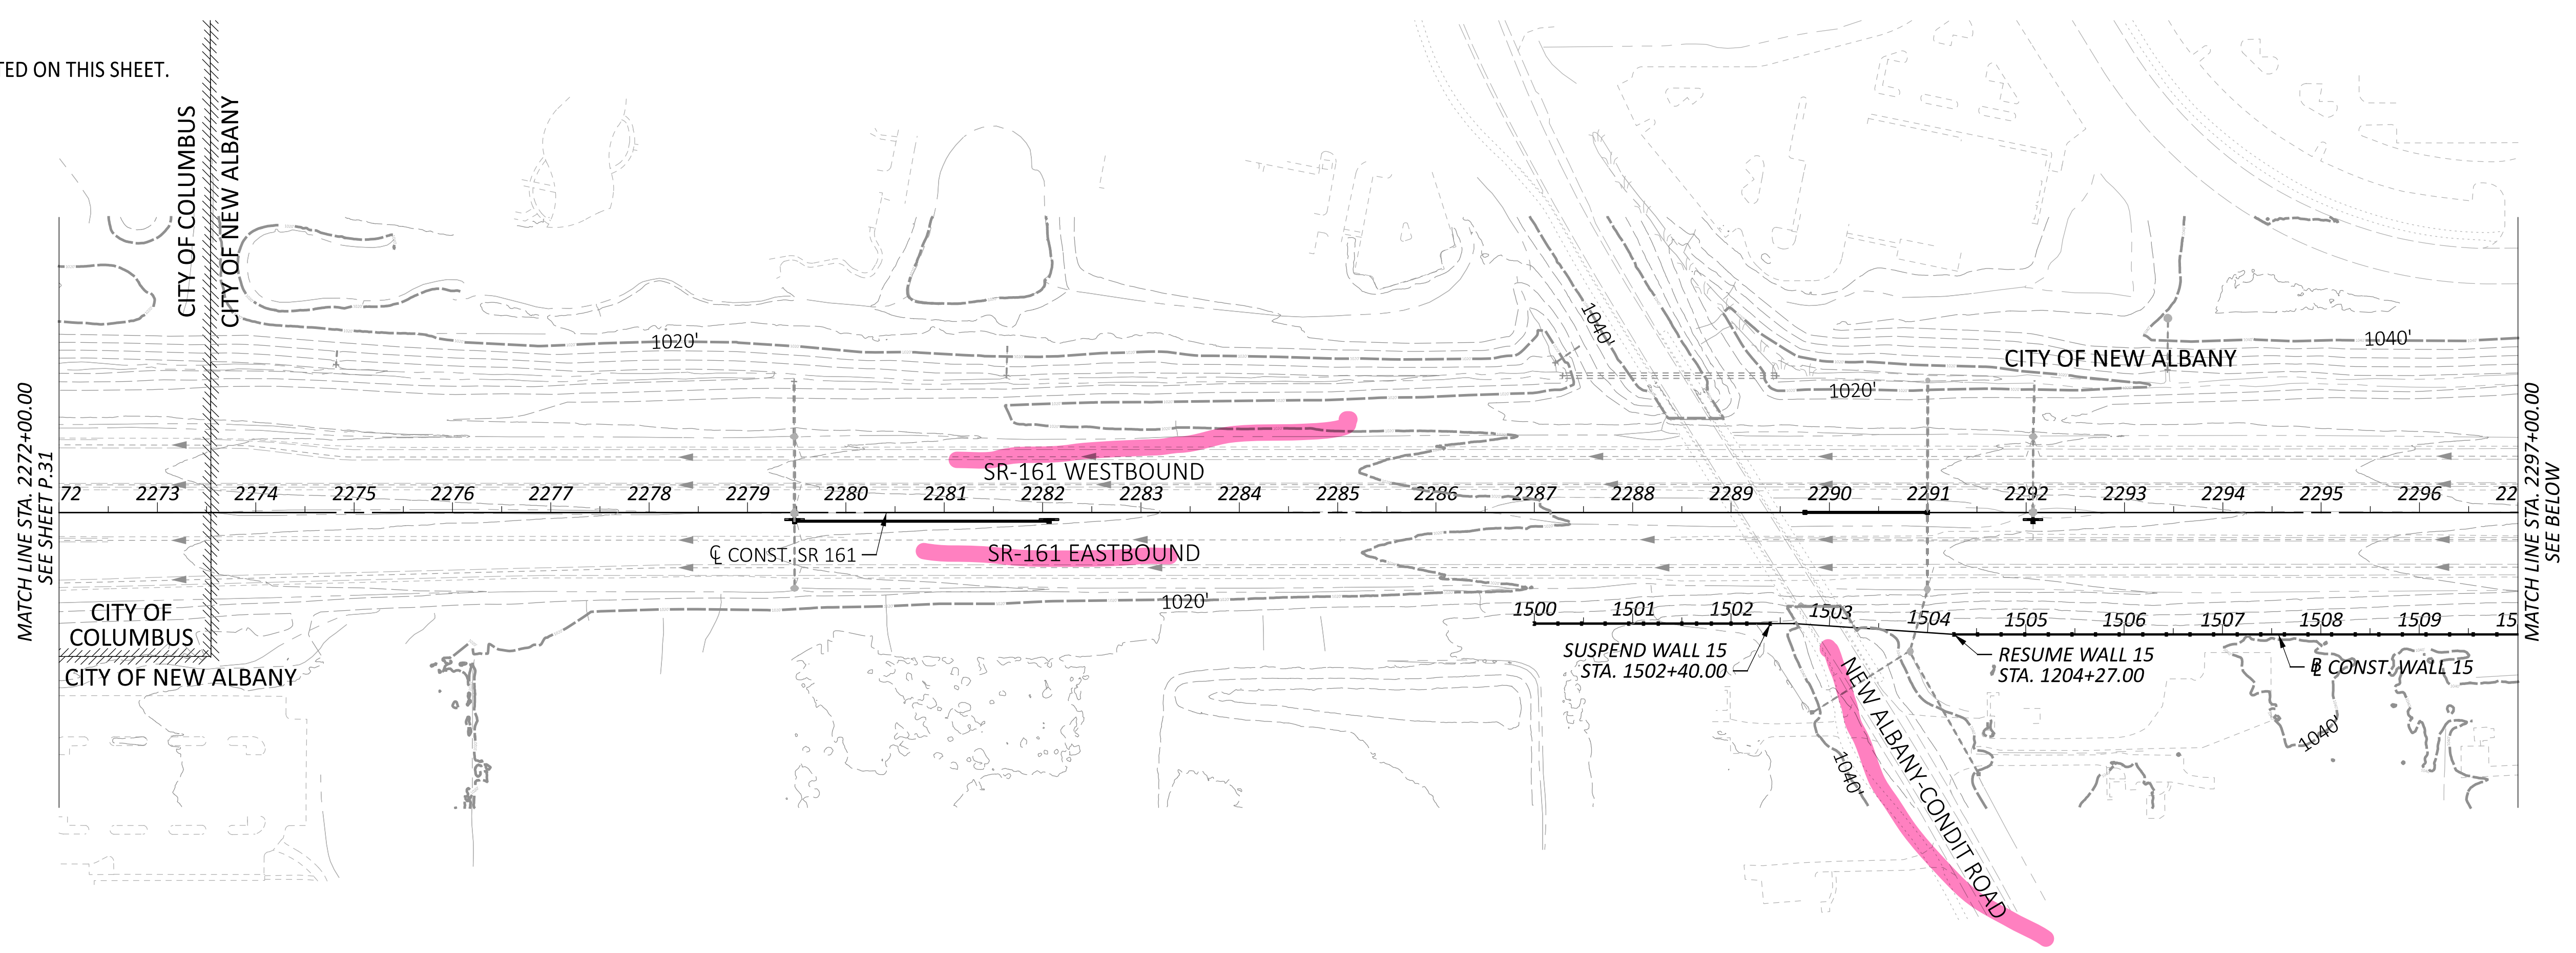 TED ON THIS SHEET.
CITY OF COLUMBUS
CITY OF NEW ALBANY
1020'
1040'
1040'
CITY OF NEW ALBANY
1020'
MATCH LINE STA. 2272+00.00
SEE SHEET P.31
SR-161 WESTBOUND
72 2273 2274 2275 2276 2277 2278 2279 2280 2281 2282 2283 2284 2285 2286 2287 2288 2289 2290 2291 2292 2293 2294 2295 2296 22
MATCH LINE STA. 2297+00.00
SEE BELOW
℄ CONST. SR 161
SR-161 EASTBOUND
1020'
CITY OF
COLUMBUS
CITY OF NEW ALBANY
1500 1501 1502 1503 1504 1505 1506 1507 1508 1509 15
SUSPEND WALL 15
STA. 1502+40.00
RESUME WALL 15
STA. 1204+27.00
CONST. WALL 15
NEW ALBANY-CONDIT ROAD
1040'
1040'